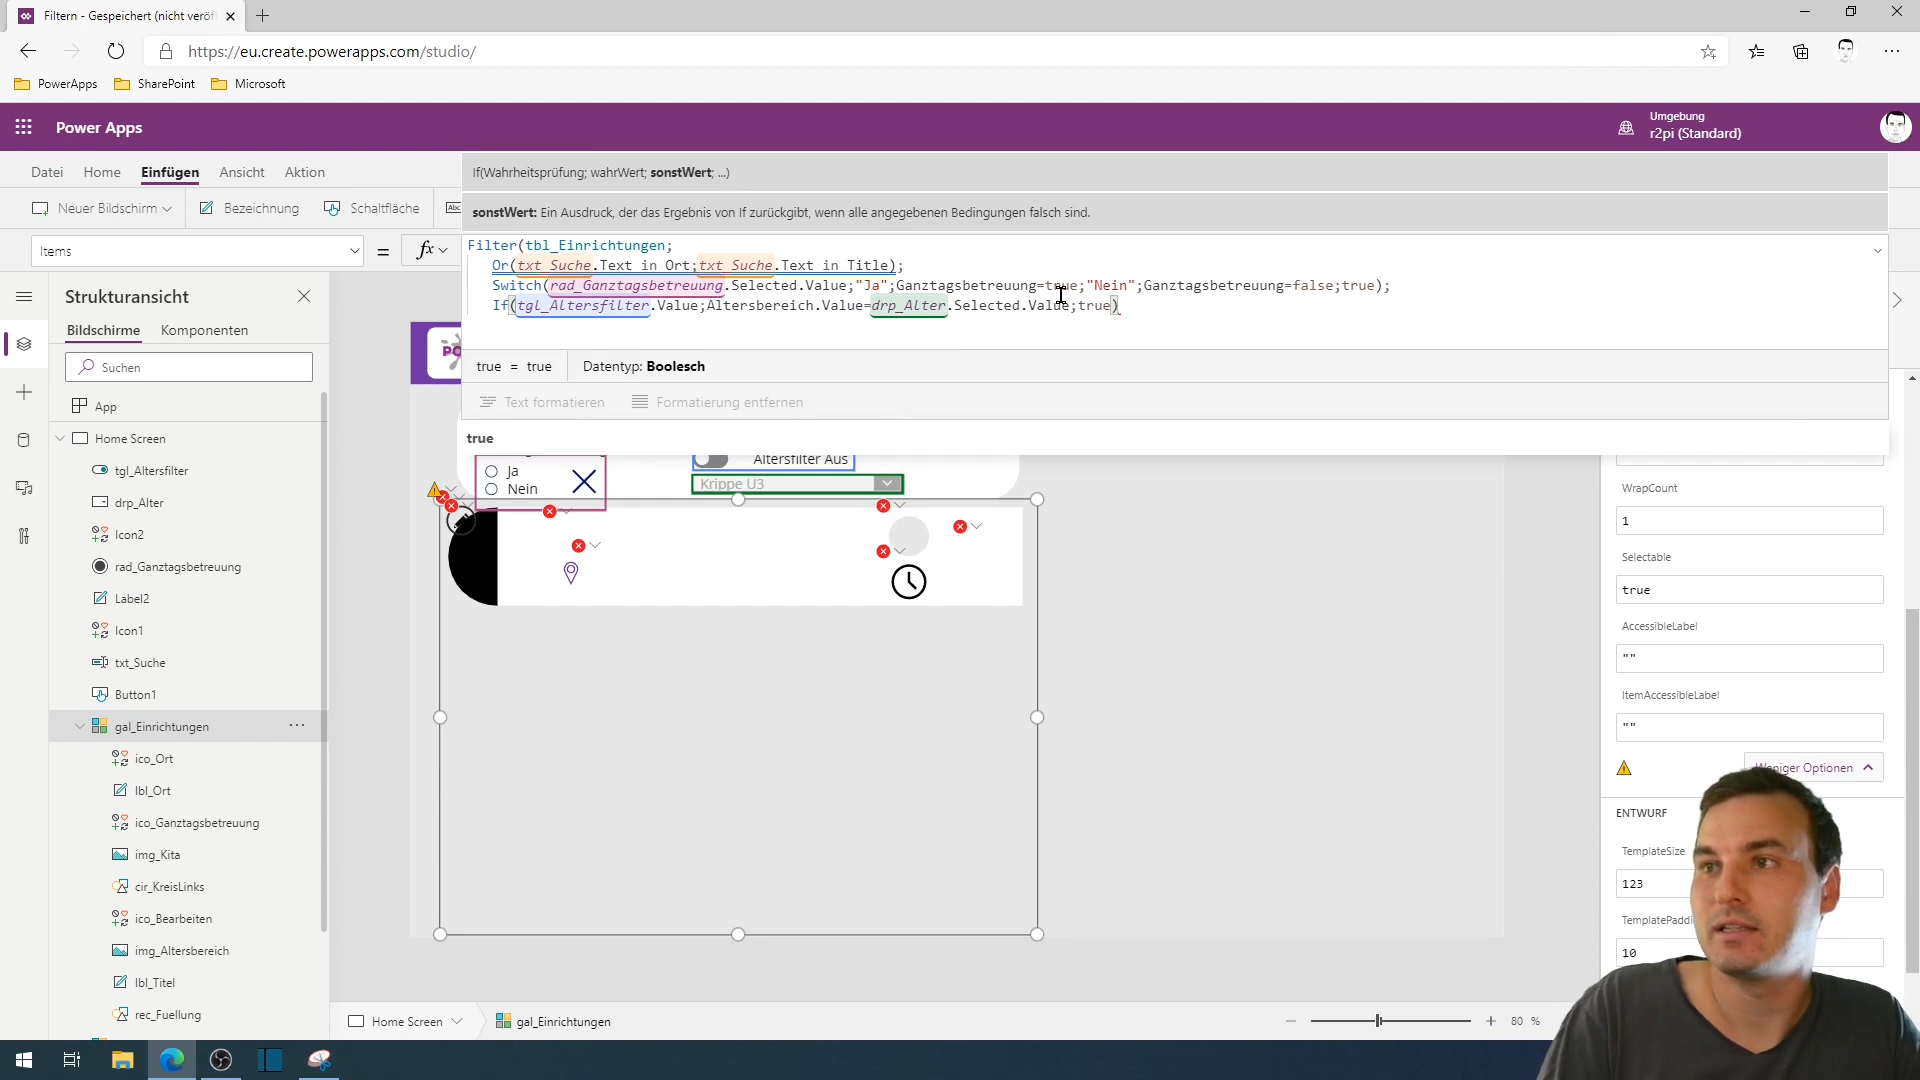 Filtern - Gespeichert (nicht veröf
https://eu.create.powerapps.com/studio/
PowerApps
SharePoint
Microsoft
Power Apps
Umgebung
r2pi (Standard)
Datei
Home
Einfügen
Ansicht
Aktion
If(Wahrheitsprüfung; wahrWert; sonstWert; ...)
Neuer Bildschirm
Bezeichnung
Schaltfläche
Abc
sonstWert: Ein Ausdruck, der das Ergebnis von If zurückgibt, wenn alle angegebenen Bedingungen falsch sind.
Items
=
fx
Filter(tbl_Einrichtungen;
Or(txt_Suche.Text in Ort;txt_Suche.Text in Title);
Switch(rad_Ganztagsbetreuung.Selected.Value;"Ja";Ganztagsbetreuung=true;"Nein";Ganztagsbetreuung=false;true);
If(tgl_Altersfilter.Value;Altersbereich.Value=drp_Alter.Selected.Value;true)
true = true
Datentyp: Boolesch
Text formatieren
Formatierung entfernen
true
Strukturansicht
Bildschirme
Komponenten
Suchen
App
Home Screen
tgl_Altersfilter
drp_Alter
Icon2
rad_Ganztagsbetreuung
Label2
Icon1
txt_Suche
Button1
gal_Einrichtungen
ico_Ort
lbl_Ort
ico_Ganztagsbetreuung
img_Kita
cir_KreisLinks
ico_Bearbeiten
img_Altersbereich
lbl_Titel
rec_Fuellung
Ja
Nein
Altersfilter Aus
Krippe U3
WrapCount
1
Selectable
true
AccessibleLabel
""
ItemAccessibleLabel
""
Weniger Optionen
ENTWURF
TemplateSize
123
TemplatePaddi
10
Home Screen
gal_Einrichtungen
80 %